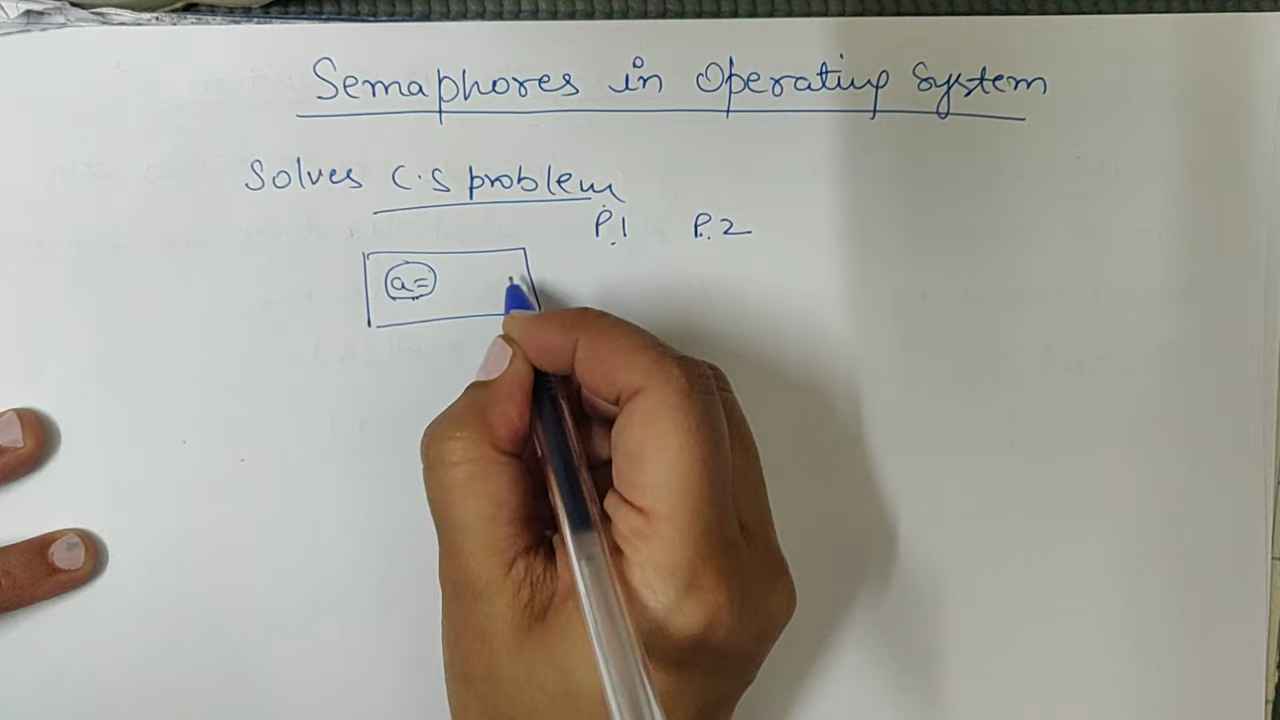 Semaphores in Operating System
Solves C.S problem
P.1 P.2
a=